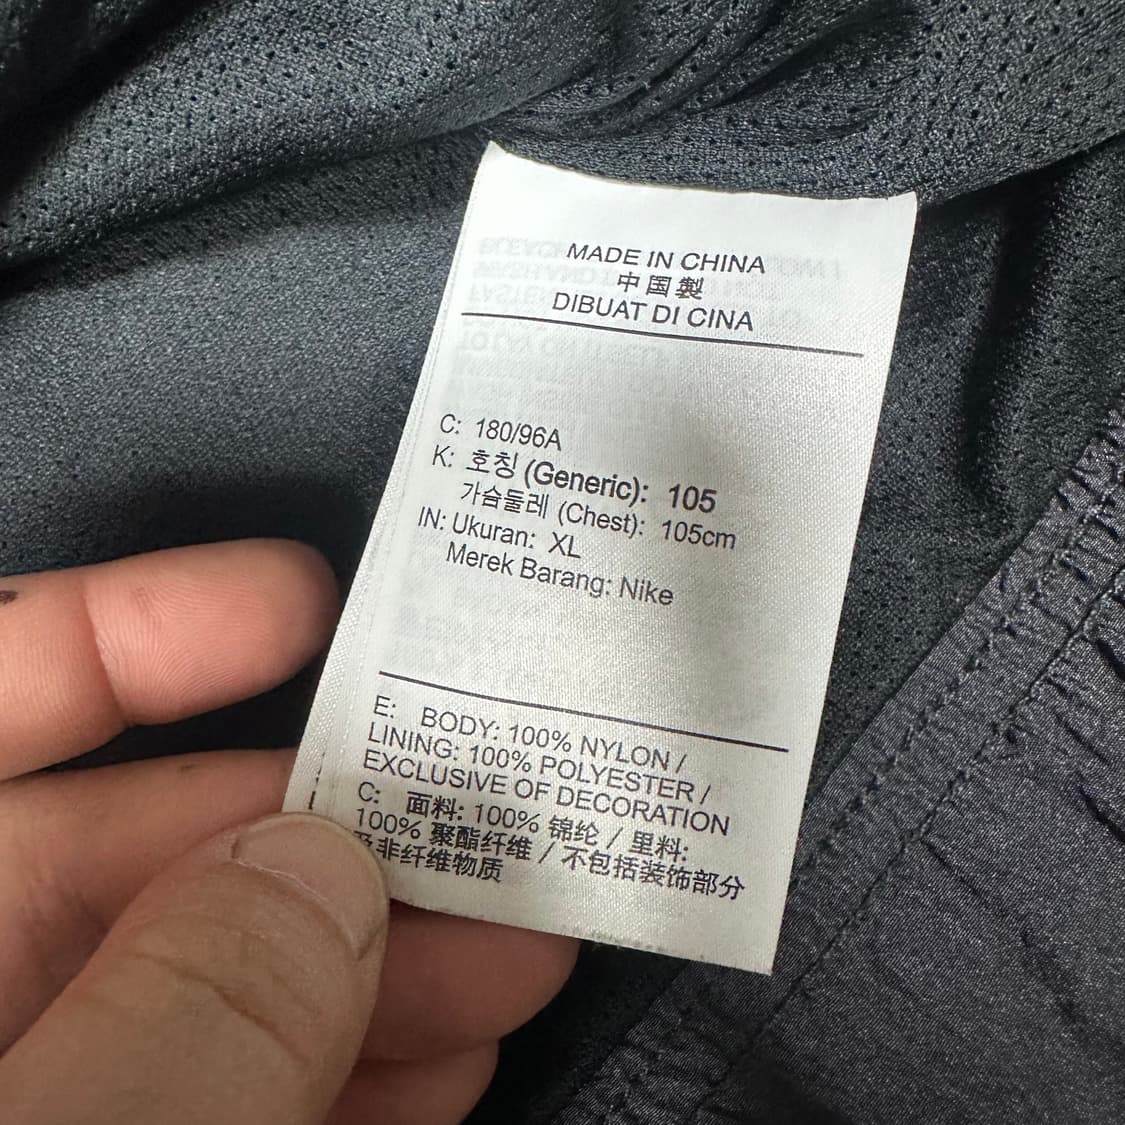 MADE IN CHINA
中国製
DIBUAT DI CINA
C: 180/96A
K: 호칭 (Generic): 105
가슴둘레 (Chest): 105cm
IN: Ukuran: XL
Merek Barang: Nike
E: BODY: 100% NYLON /
LINING: 100% POLYESTER /
EXCLUSIVE OF DECORATION
C: 面料: 100% 锦纶 / 里料:
100% 聚酯纤维 / 不包括装饰部分
及非纤维物质